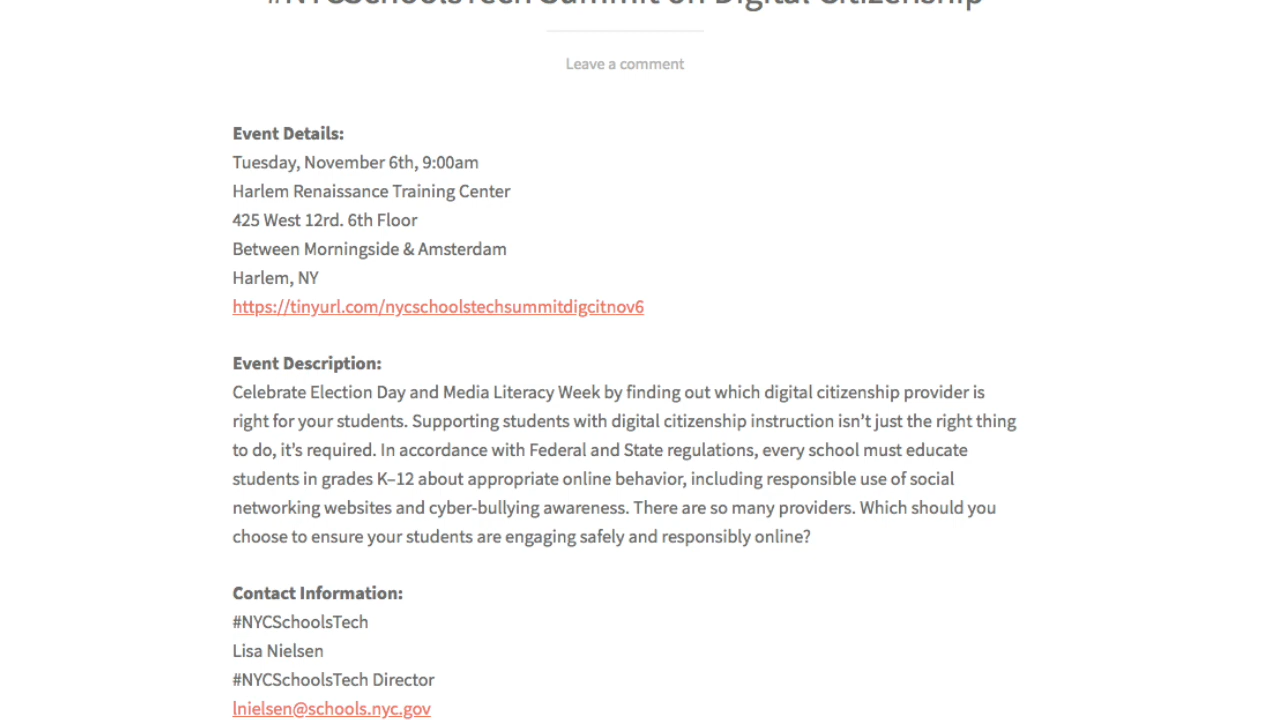 #NYCSchoolsTech Summit on Digital Citizenship
Leave a comment
Event Details:
Tuesday, November 6th, 9:00am
Harlem Renaissance Training Center
425 West 12rd. 6th Floor
Between Morningside & Amsterdam
Harlem, NY
https://tinyurl.com/nycschoolstechsummitdigcitnov6
Event Description:
Celebrate Election Day and Media Literacy Week by finding out which digital citizenship provider is
right for your students. Supporting students with digital citizenship instruction isn’t just the right thing
to do, it’s required. In accordance with Federal and State regulations, every school must educate
students in grades K–12 about appropriate online behavior, including responsible use of social
networking websites and cyber-bullying awareness. There are so many providers. Which should you
choose to ensure your students are engaging safely and responsibly online?
Contact Information:
#NYCSchoolsTech
Lisa Nielsen
#NYCSchoolsTech Director
lnielsen@schools.nyc.gov